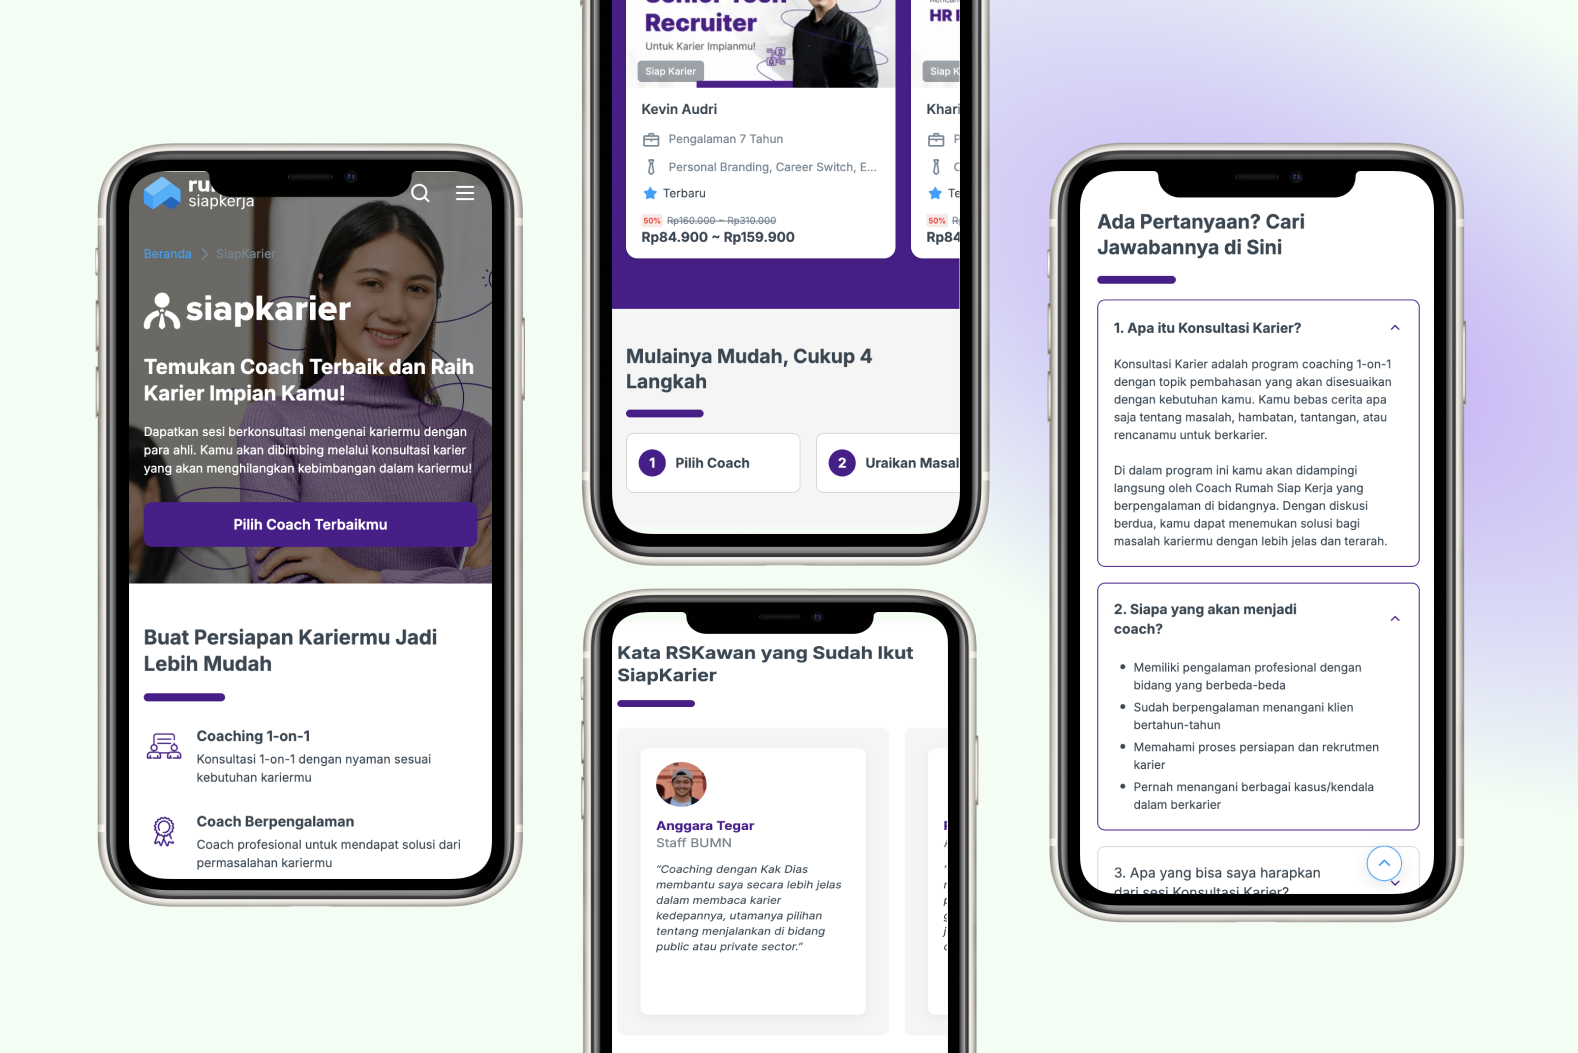 siapkerja
Beranda
SiapKarier
siapkarier
Temukan Coach Terbaik dan Raih
Karier Impian Kamu!
Dapatkan sesi berkonsultasi mengenai kariermu dengan
para ahli. Kamu akan dibimbing melalui konsultasi karier
yang akan menghilangkan kebimbangan dalam kariermu!
Pilih Coach Terbaikmu
Buat Persiapan Kariermu Jadi
Lebih Mudah
Coaching 1-on-1
Konsultasi 1-on-1 dengan nyaman sesuai
kebutuhan kariermu
Coach Berpengalaman
Coach profesional untuk mendapat solusi dari
permasalahan kariermu
Recruiter
Untuk Karier Impianmu!
Siap Karier
Kevin Audri
Pengalaman 7 Tahun
Personal Branding, Career Switch, E...
Terbaru
50% Rp160.000 ~ Rp310.000
Rp84.900 ~ Rp159.900
HR
Siap K
Khari
P
C
Te
50% R
Rp84
Mulainya Mudah, Cukup 4
Langkah
1 Pilih Coach
2 Uraikan Masal
Kata RSKawan yang Sudah Ikut
SiapKarier
Anggara Tegar
Staff BUMN
"Coaching dengan Kak Dias
membantu saya secara lebih jelas
dalam membaca karier
kedepannya, utamanya pilihan
tentang menjalankan di bidang
public atau private sector."
Ada Pertanyaan? Cari
Jawabannya di Sini
1. Apa itu Konsultasi Karier?
Konsultasi Karier adalah program coaching 1-on-1
dengan topik pembahasan yang akan disesuaikan
dengan kebutuhan kamu. Kamu bebas cerita apa
saja tentang masalah, hambatan, tantangan, atau
rencanamu untuk berkarier.
Di dalam program ini kamu akan didampingi
langsung oleh Coach Rumah Siap Kerja yang
berpengalaman di bidangnya. Dengan diskusi
berdua, kamu dapat menemukan solusi bagi
masalah kariermu dengan lebih jelas dan terarah.
2. Siapa yang akan menjadi
coach?
Memiliki pengalaman profesional dengan
bidang yang berbeda-beda
Sudah berpengalaman menangani klien
bertahun-tahun
Memahami proses persiapan dan rekrutmen
karier
Pernah menangani berbagai kasus/kendala
dalam berkarier
3. Apa yang bisa saya harapkan
dari sesi Konsultasi Karier?